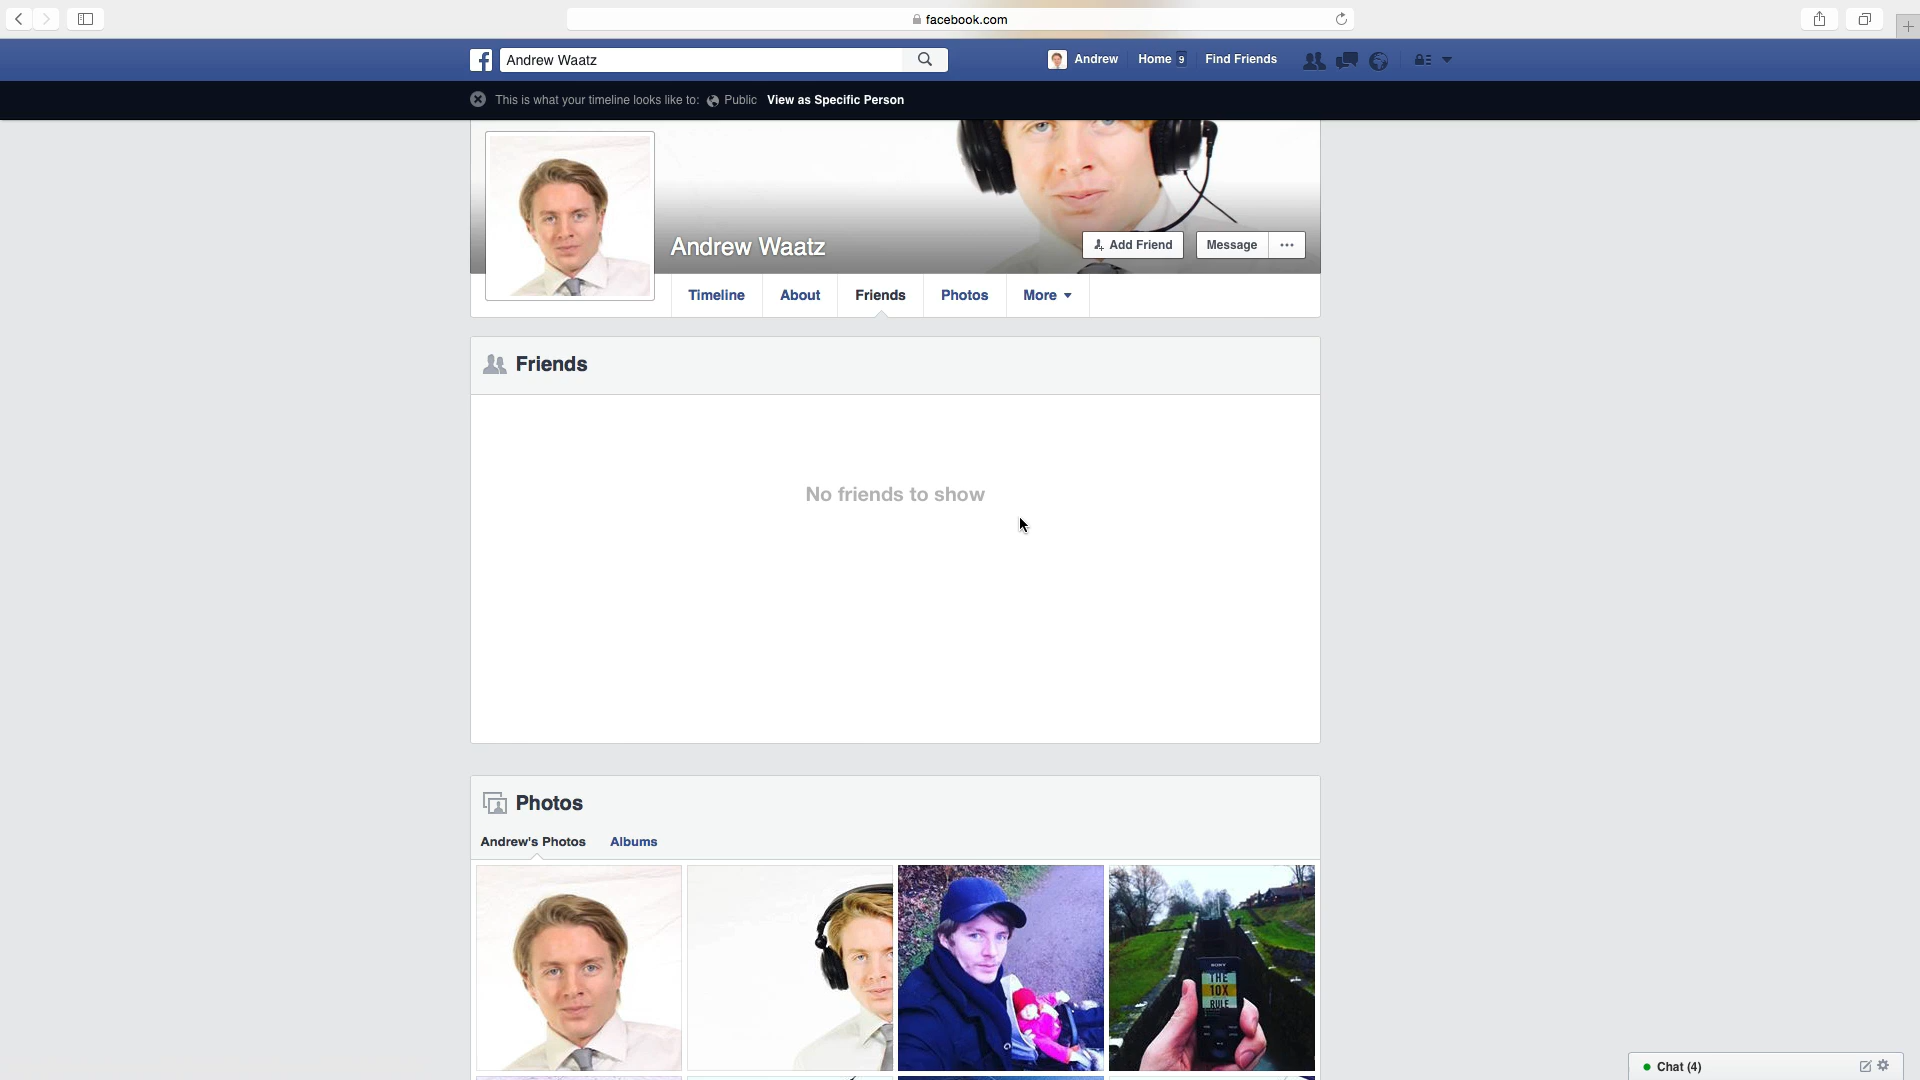 facebook.com
Andrew Waatz
Andrew
Home 9
Find Friends
This is what your timeline looks like to: Public View as Specific Person
Andrew Waatz
Add Friend
Message
Timeline
About
Friends
Photos
More
Friends
No friends to show
Photos
Andrew's Photos
Albums
SONY
THE
10X
RULE
Chat (4)